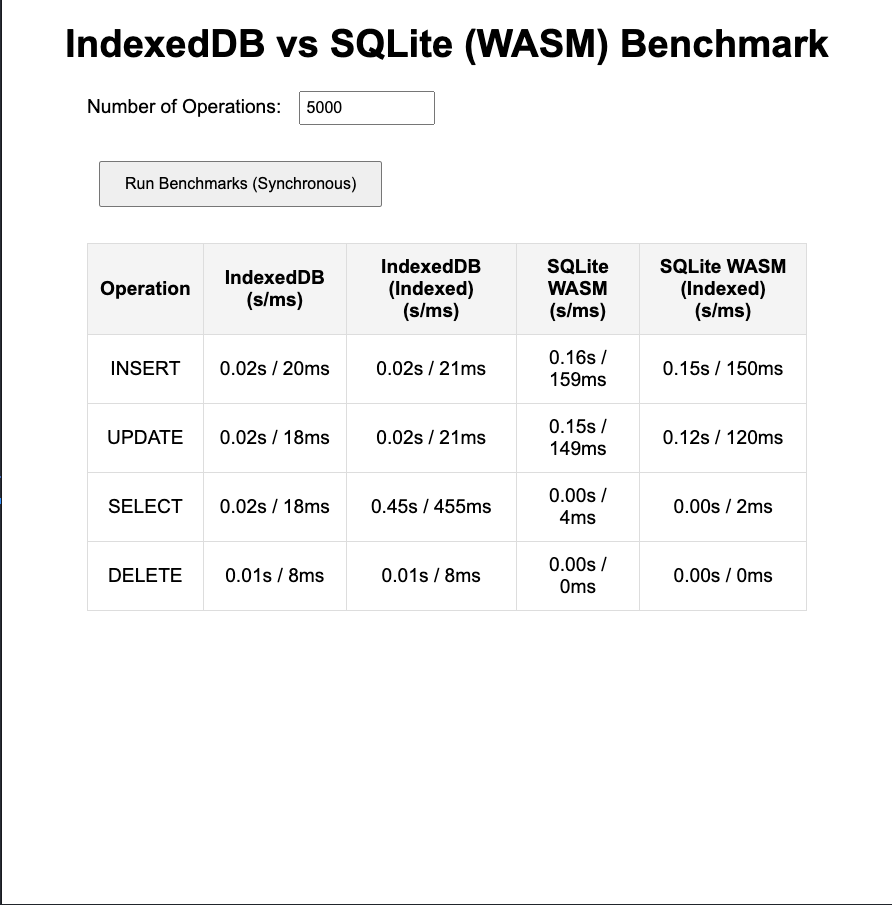 IndexedDB vs SQLite (WASM) Benchmark
Number of Operations: 5000
Run Benchmarks (Synchronous)
Operation
IndexedDB
(s/ms)
IndexedDB
(Indexed)
(s/ms)
SQLite
WASM
(s/ms)
SQLite WASM
(Indexed)
(s/ms)
INSERT
0.02s / 20ms
0.02s / 21ms
0.16s /
159ms
0.15s / 150ms
UPDATE
0.02s / 18ms
0.02s / 21ms
0.15s /
149ms
0.12s / 120ms
SELECT
0.02s / 18ms
0.45s / 455ms
0.00s /
4ms
0.00s / 2ms
DELETE
0.01s / 8ms
0.01s / 8ms
0.00s /
0ms
0.00s / 0ms